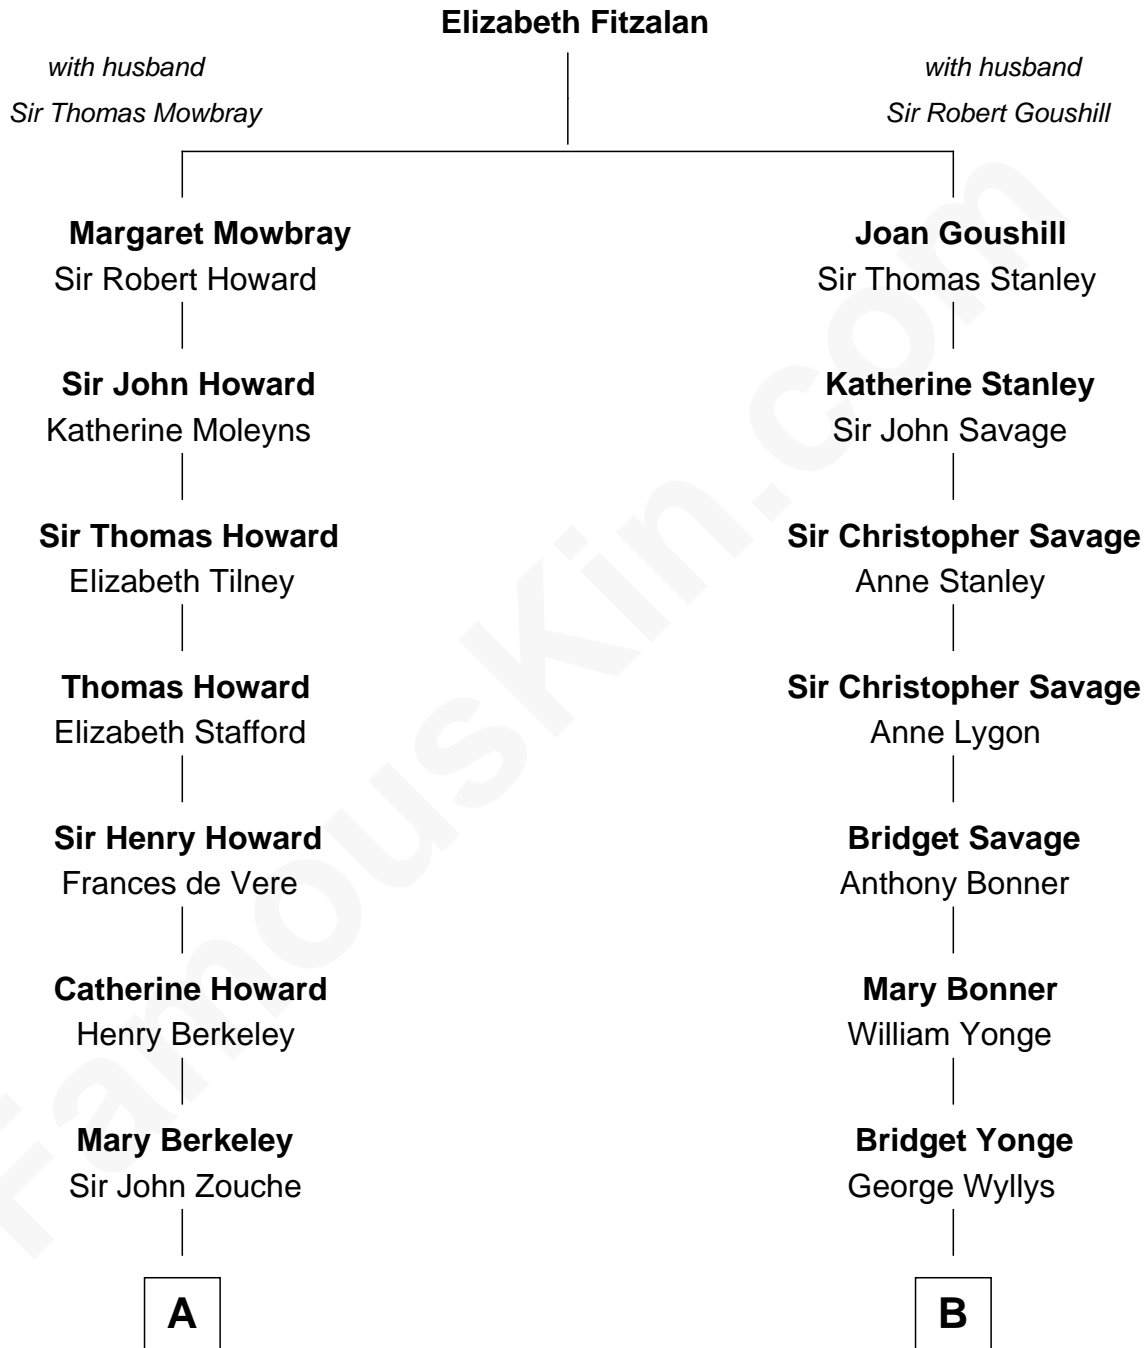 Elizabeth Fitzalan
with husband
Sir Thomas Mowbray
with husband
Sir Robert Goushill
Margaret Mowbray
Sir Robert Howard
Joan Goushill
Sir Thomas Stanley
Sir John Howard
Katherine Moleyns
Katherine Stanley
Sir John Savage
Sir Thomas Howard
Elizabeth Tilney
Sir Christopher Savage
Anne Stanley
Thomas Howard
Elizabeth Stafford
Sir Christopher Savage
Anne Lygon
Sir Henry Howard
Frances de Vere
Bridget Savage
Anthony Bonner
Catherine Howard
Henry Berkeley
Mary Bonner
William Yonge
Mary Berkeley
Sir John Zouche
Bridget Yonge
George Wyllys
A
B
FamousKin.com